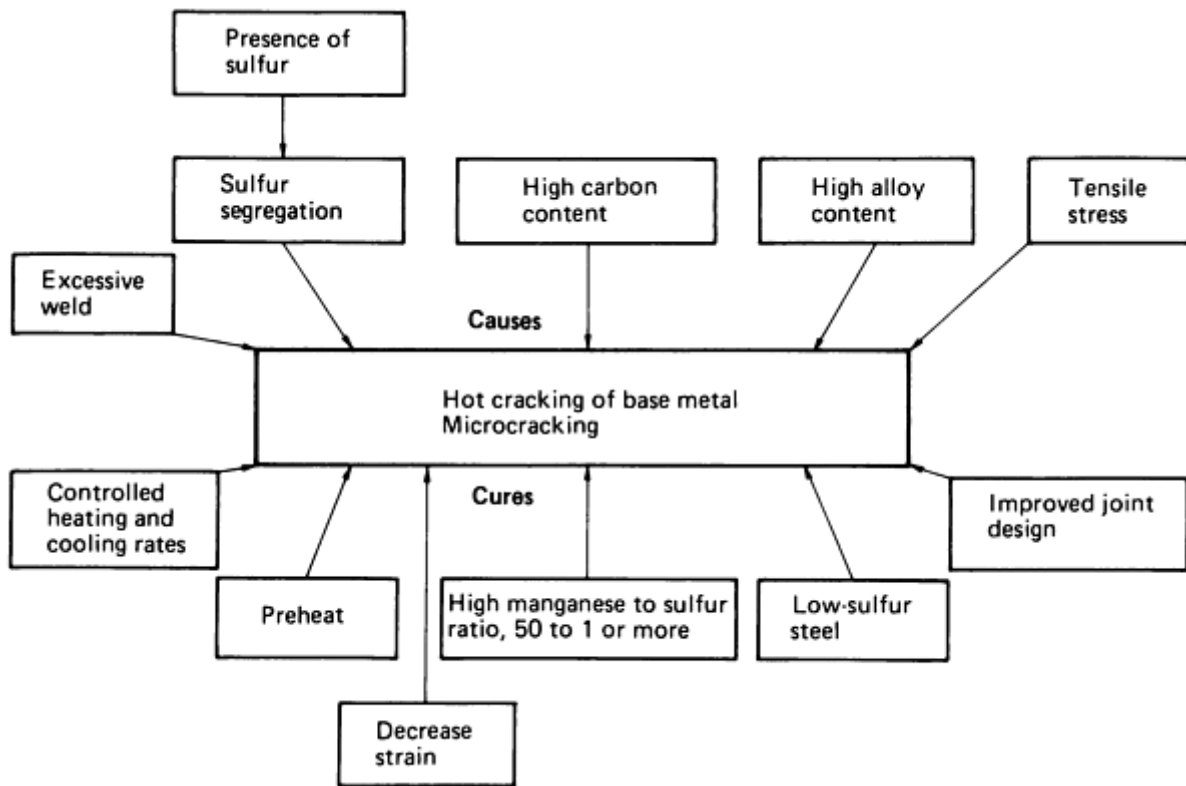 Presence of
sulfur
Sulfur
segregation
High carbon
content
High alloy
content
Tensile
stress
Excessive
weld
Causes
Hot cracking of base metal
Microcracking
Cures
Controlled
heating and
cooling rates
Improved joint
design
Preheat
High manganese to sulfur
ratio, 50 to 1 or more
Low-sulfur
steel
Decrease
strain